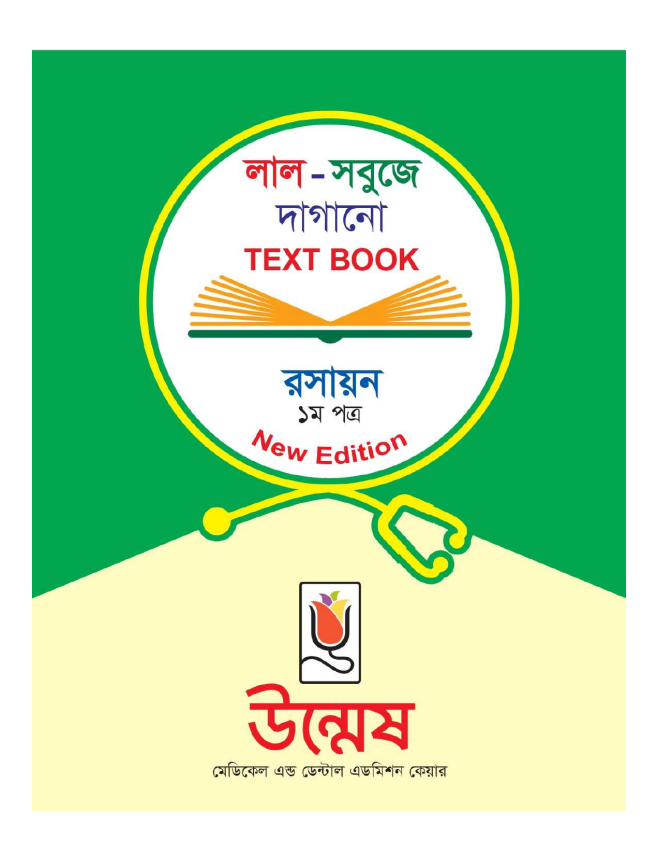 লাল - সবুজে
দাগানো
TEXT BOOK
রসায়ন
১ম পত্র
New Edition
উন্মেষ
মেডিকেল এন্ড ডেন্টাল এডমিশন কেয়ার